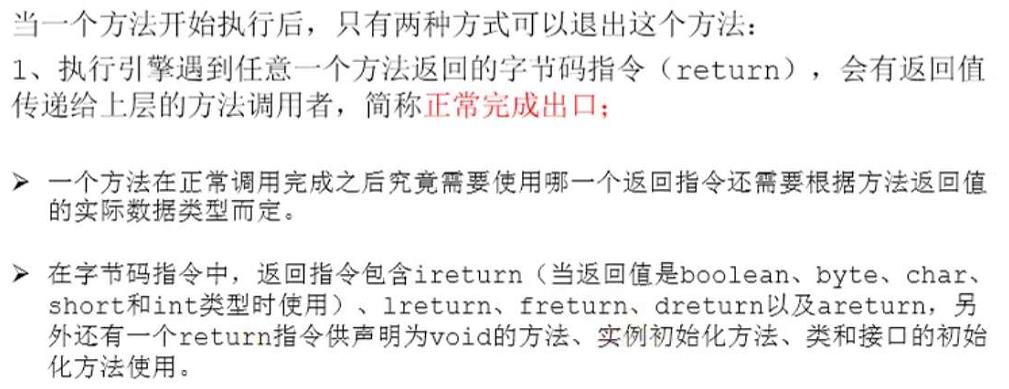 当一个方法开始执行后，只有两种方式可以退出这个方法：
1、执行引擎遇到任意一个方法返回的字节码指令（return），会有返回值
传递给上层的方法调用者，简称正常完成出口；
➢ 一个方法在正常调用完成之后究竟需要使用哪一个返回指令还需要根据方法返回值
的实际数据类型而定。
➢ 在字节码指令中，返回指令包含ireturn（当返回值是boolean、byte、char、
short和int类型时使用）、lreturn、freturn、dreturn以及areturn，另
外还有一个return指令供声明为void的方法、实例初始化方法、类和接口的初始
化方法使用。